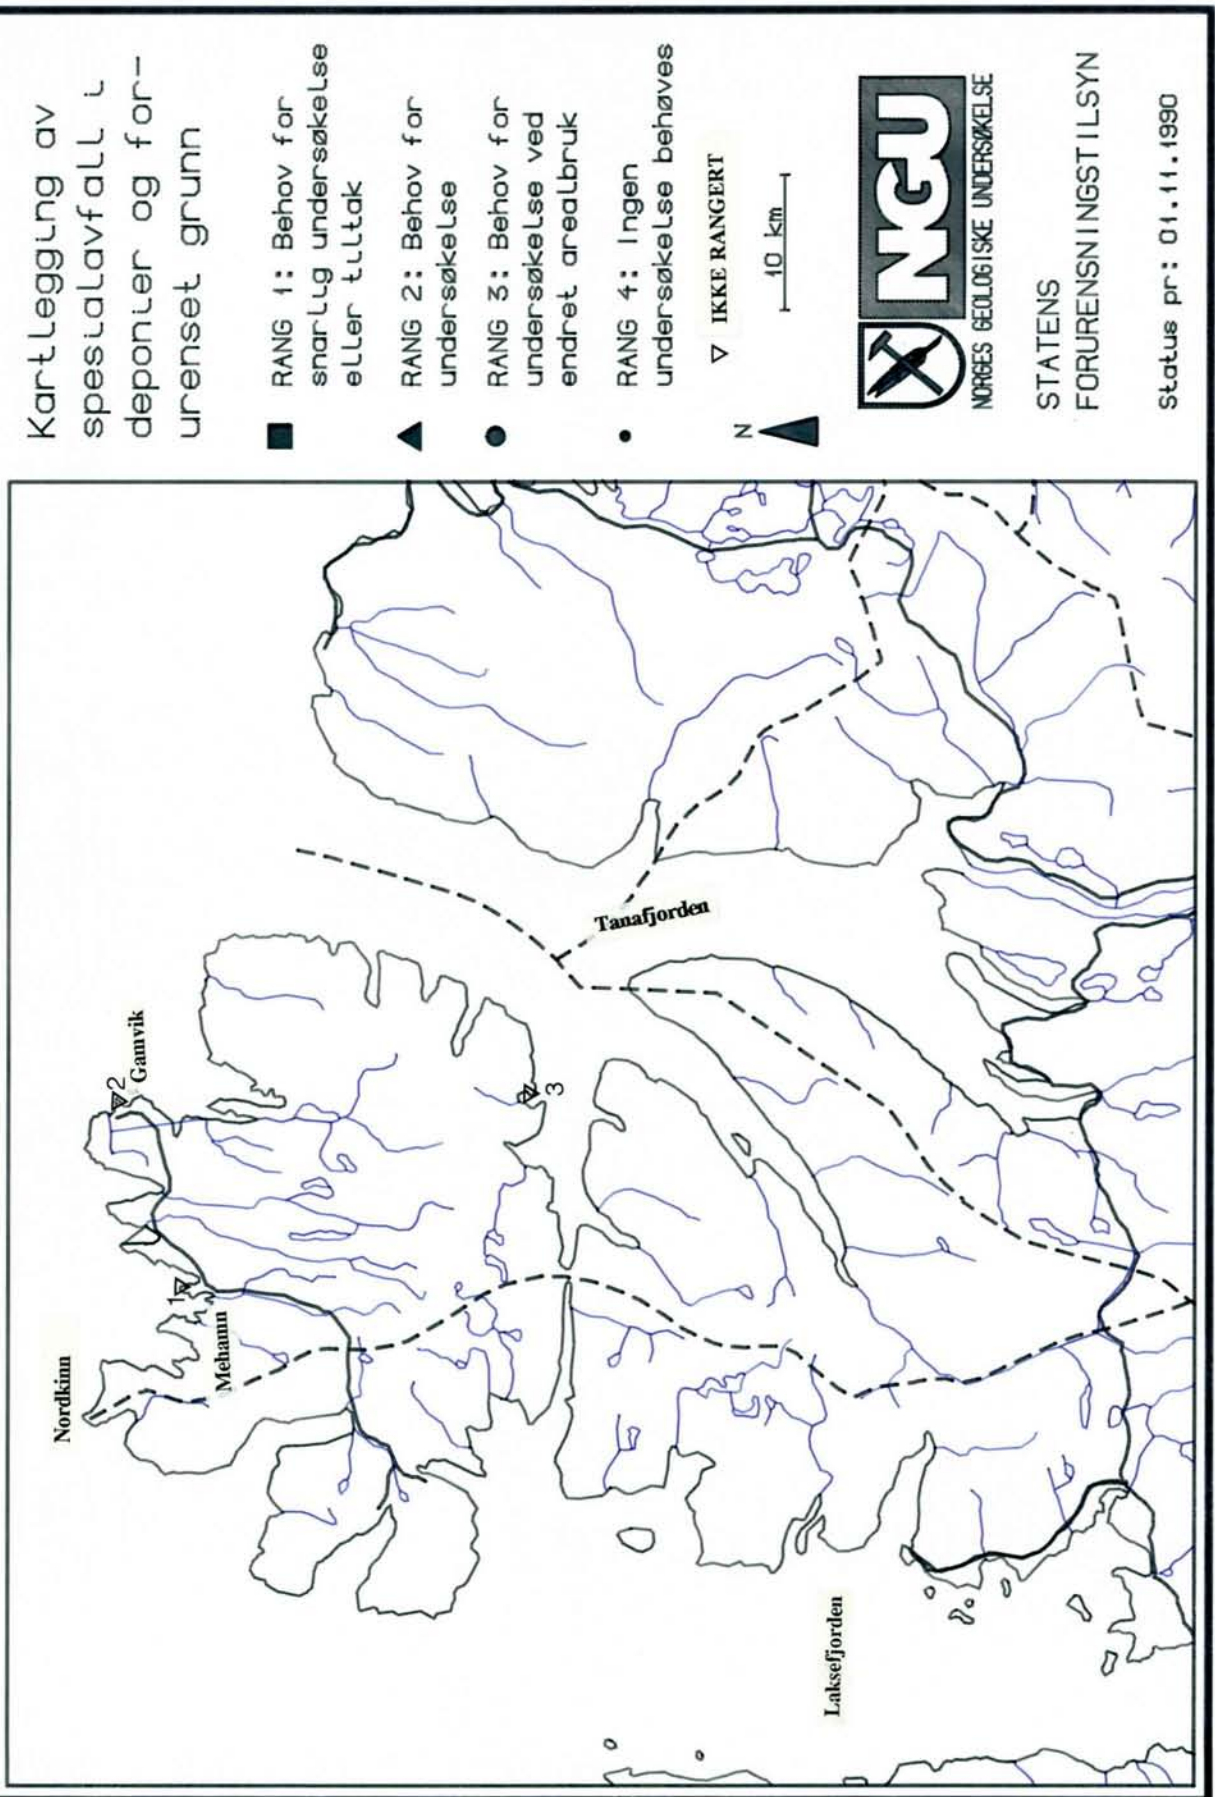 Kartlegging av
spesialavfall i
deponier og for-
urenset grunn
RANG 1: Behov for
snarlig undersøkelse
eller tiltak
RANG 2: Behov for
undersøkelse
RANG 3: Behov for
undersøkelse ved
endret arealbruk
RANG 4: Ingen
undersøkelse behøves
IKKE RANGERT
N
10 km
NGU
NORGES GEOLOGISKE UNDERSØKELSE
STATENS
FORURENSNINGSTILSYN
Status pr: 01.11.1990
Nordkinn
Mehamn
1
2
Gamvik
3
Tanafjorden
Laksefjorden